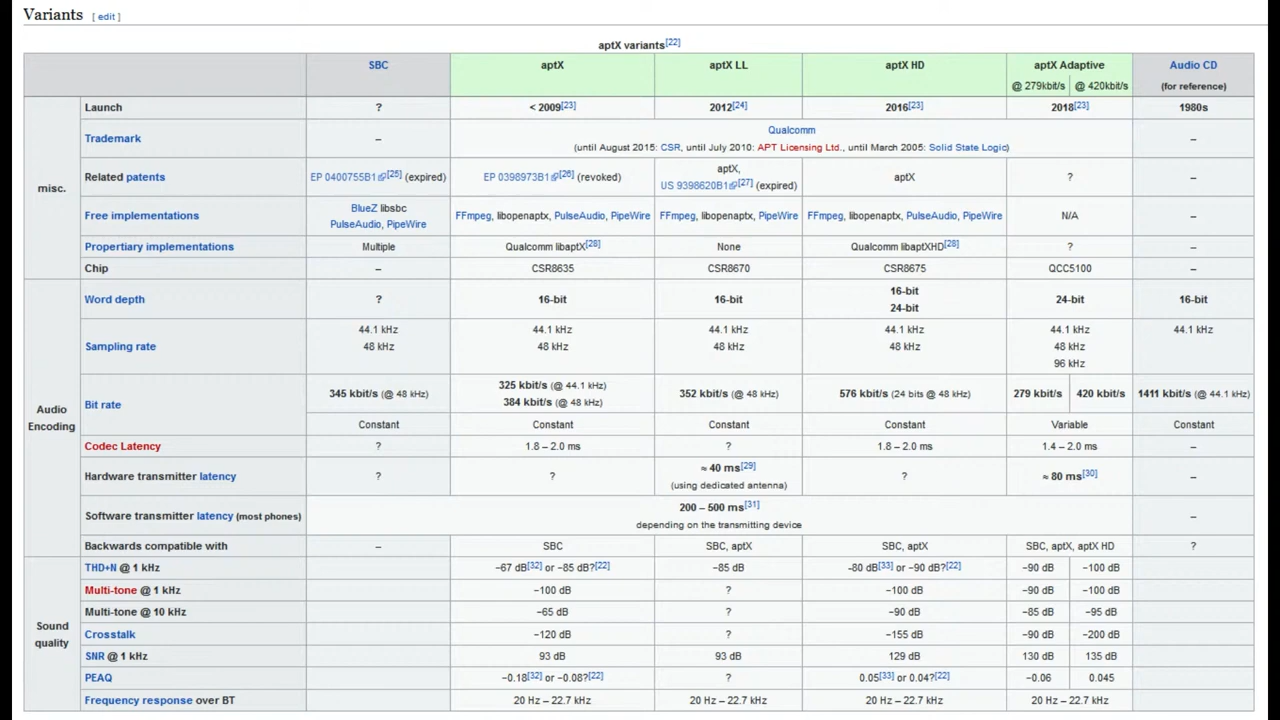 Variants [ edit ]
aptX variants[22]
SBC aptX aptX LL aptX HD aptX Adaptive Audio CD
@ 279kbit/s @ 420kbit/s (for reference)
misc.
Launch ? < 2009[23] 2012[24] 2016[23] 2018[23] 1980s
Trademark – Qualcomm –
(until August 2015: CSR, until July 2010: APT Licensing Ltd., until March 2005: Solid State Logic)
Related patents EP 0400755B1[25] (expired) EP 0398973B1[26] (revoked) aptX, aptX ? –
US 9398620B1[27] (expired)
Free implementations BlueZ libsbc FFmpeg, libopenaptx, PulseAudio, PipeWire FFmpeg, libopenaptx, PipeWire FFmpeg, libopenaptx, PulseAudio, PipeWire N/A –
PulseAudio, PipeWire
Propertiary implementations Multiple Qualcomm libaptX[28] None Qualcomm libaptXHD[28] ? –
Chip – CSR8635 CSR8670 CSR8675 QCC5100 –
Audio
Encoding
Word depth ? 16-bit 16-bit 16-bit 24-bit 16-bit
24-bit
Sampling rate 44.1 kHz 44.1 kHz 44.1 kHz 44.1 kHz 44.1 kHz 44.1 kHz
48 kHz 48 kHz 48 kHz 48 kHz 48 kHz
96 kHz
Bit rate 345 kbit/s (@ 48 kHz) 325 kbit/s (@ 44.1 kHz) 352 kbit/s (@ 48 kHz) 576 kbit/s (24 bits @ 48 kHz) 279 kbit/s 420 kbit/s 1411 kbit/s (@ 44.1 kHz)
384 kbit/s (@ 48 kHz)
Constant Constant Constant Constant Variable Constant
Codec Latency ? 1.8 – 2.0 ms ? 1.8 – 2.0 ms 1.4 – 2.0 ms –
Hardware transmitter latency ? ? ≈ 40 ms[29] ? ≈ 80 ms[30] –
(using dedicated antenna)
Software transmitter latency (most phones) 200 – 500 ms[31] –
depending on the transmitting device
Backwards compatible with – SBC SBC, aptX SBC, aptX SBC, aptX, aptX HD ?
Sound
quality
THD+N @ 1 kHz −67 dB[32] or −85 dB?[22] −85 dB -80 dB[33] or −90 dB?[22] −90 dB −100 dB
Multi-tone @ 1 kHz −100 dB ? −100 dB −90 dB −100 dB
Multi-tone @ 10 kHz −65 dB ? −90 dB −85 dB −95 dB
Crosstalk −120 dB ? −155 dB −90 dB −200 dB
SNR @ 1 kHz 93 dB 93 dB 129 dB 130 dB 135 dB
PEAQ −0.18[32] or −0.08?[22] ? 0.05[33] or 0.04?[22] −0.06 0.045
Frequency response over BT 20 Hz – 22.7 kHz 20 Hz – 22.7 kHz 20 Hz – 22.7 kHz 20 Hz – 22.7 kHz